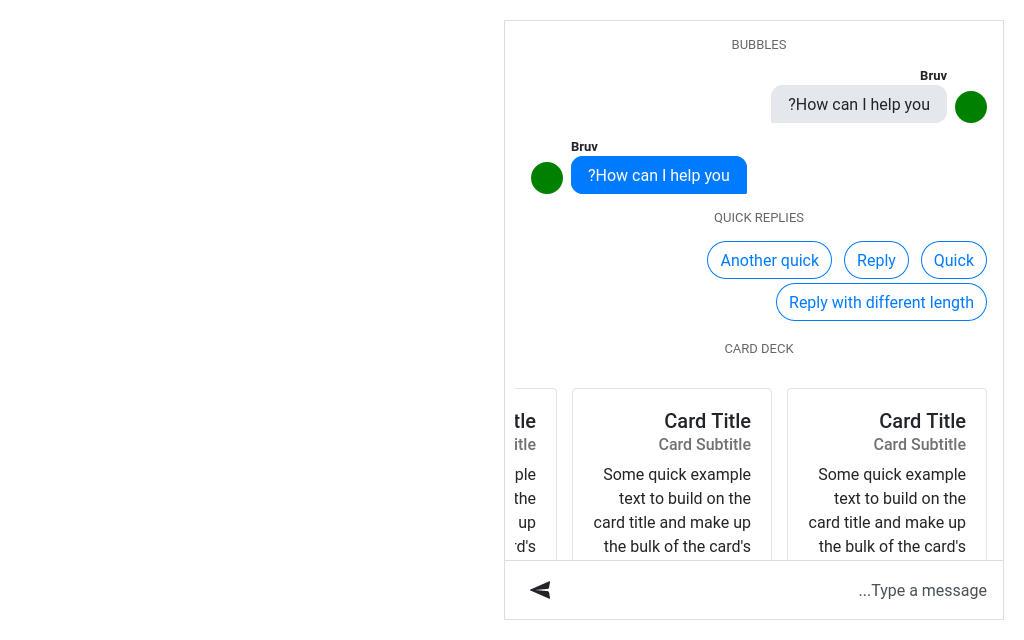 BUBBLES
Bruv
?How can I help you
Bruv
?How can I help you
QUICK REPLIES
Another quick Reply Quick
Reply with different length
CARD DECK
Card Title
Card Subtitle
Some quick example
text to build on the
card title and make up
the bulk of the card's
Card Title
Card Subtitle
Some quick example
text to build on the
card title and make up
the bulk of the card's
tle
itle
ple
the
up
d's
...Type a message